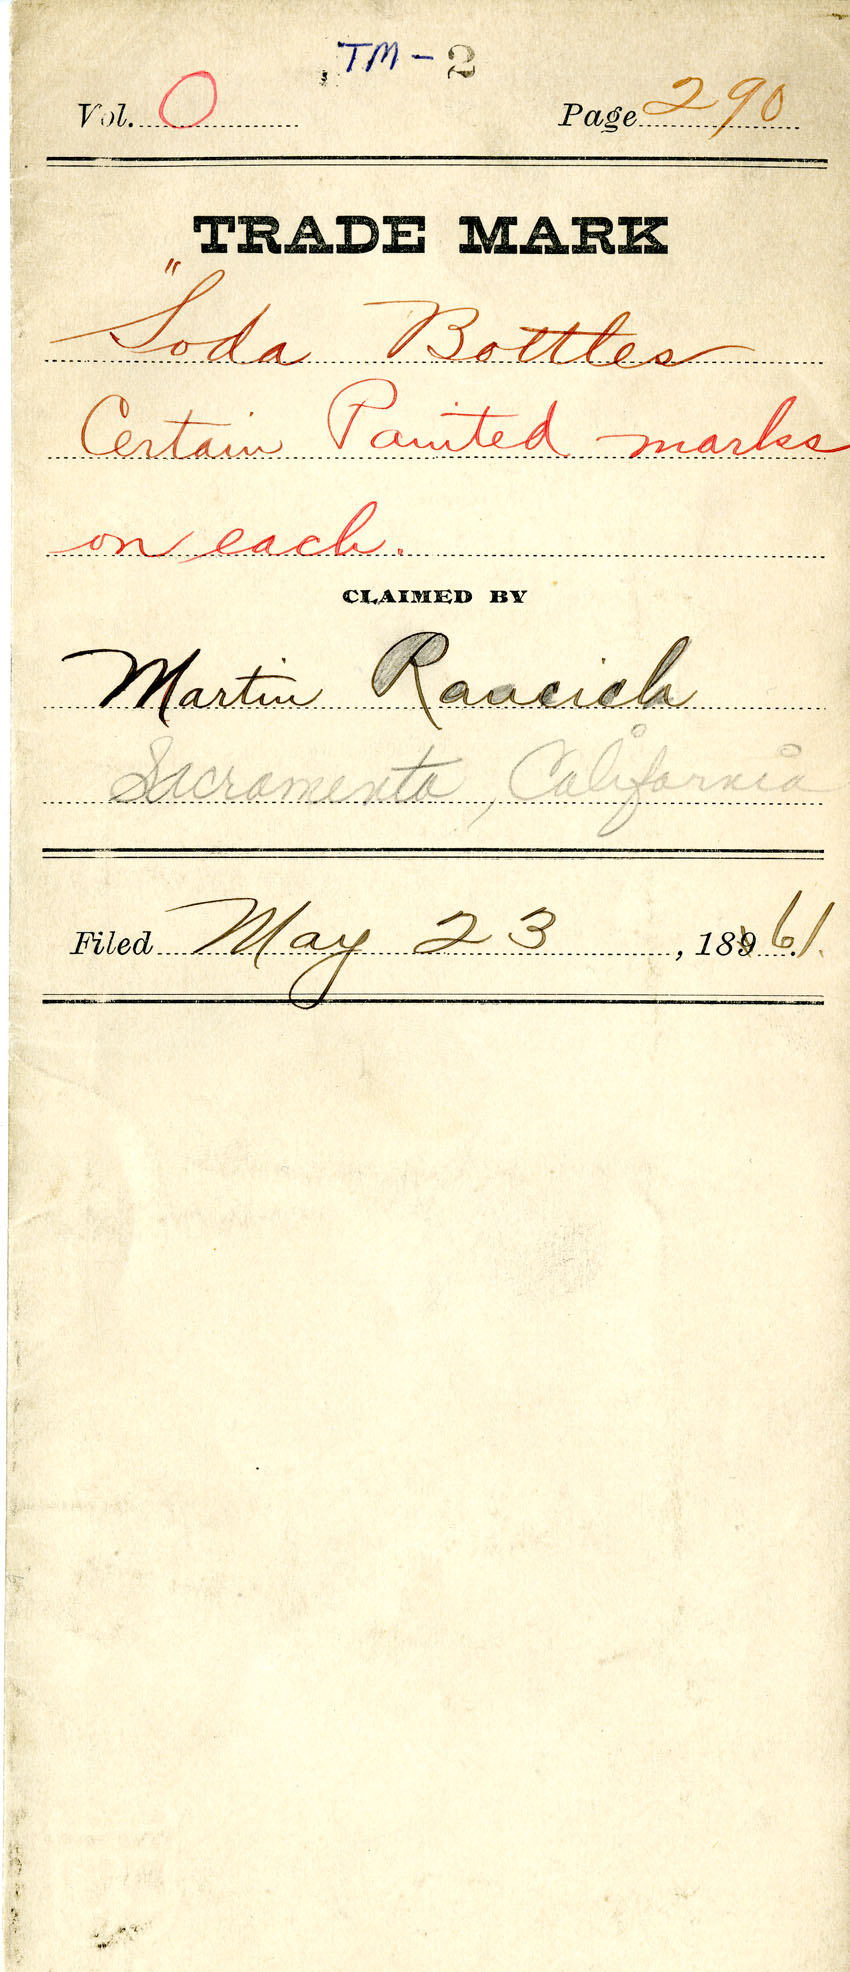 TM-2
Vol. O Page 290
TRADE MARK
"Soda Bottles
Certain Painted marks
on each.
CLAIMED BY
Martin Rancich
Sacramento, California
Filed May 23, 1861.